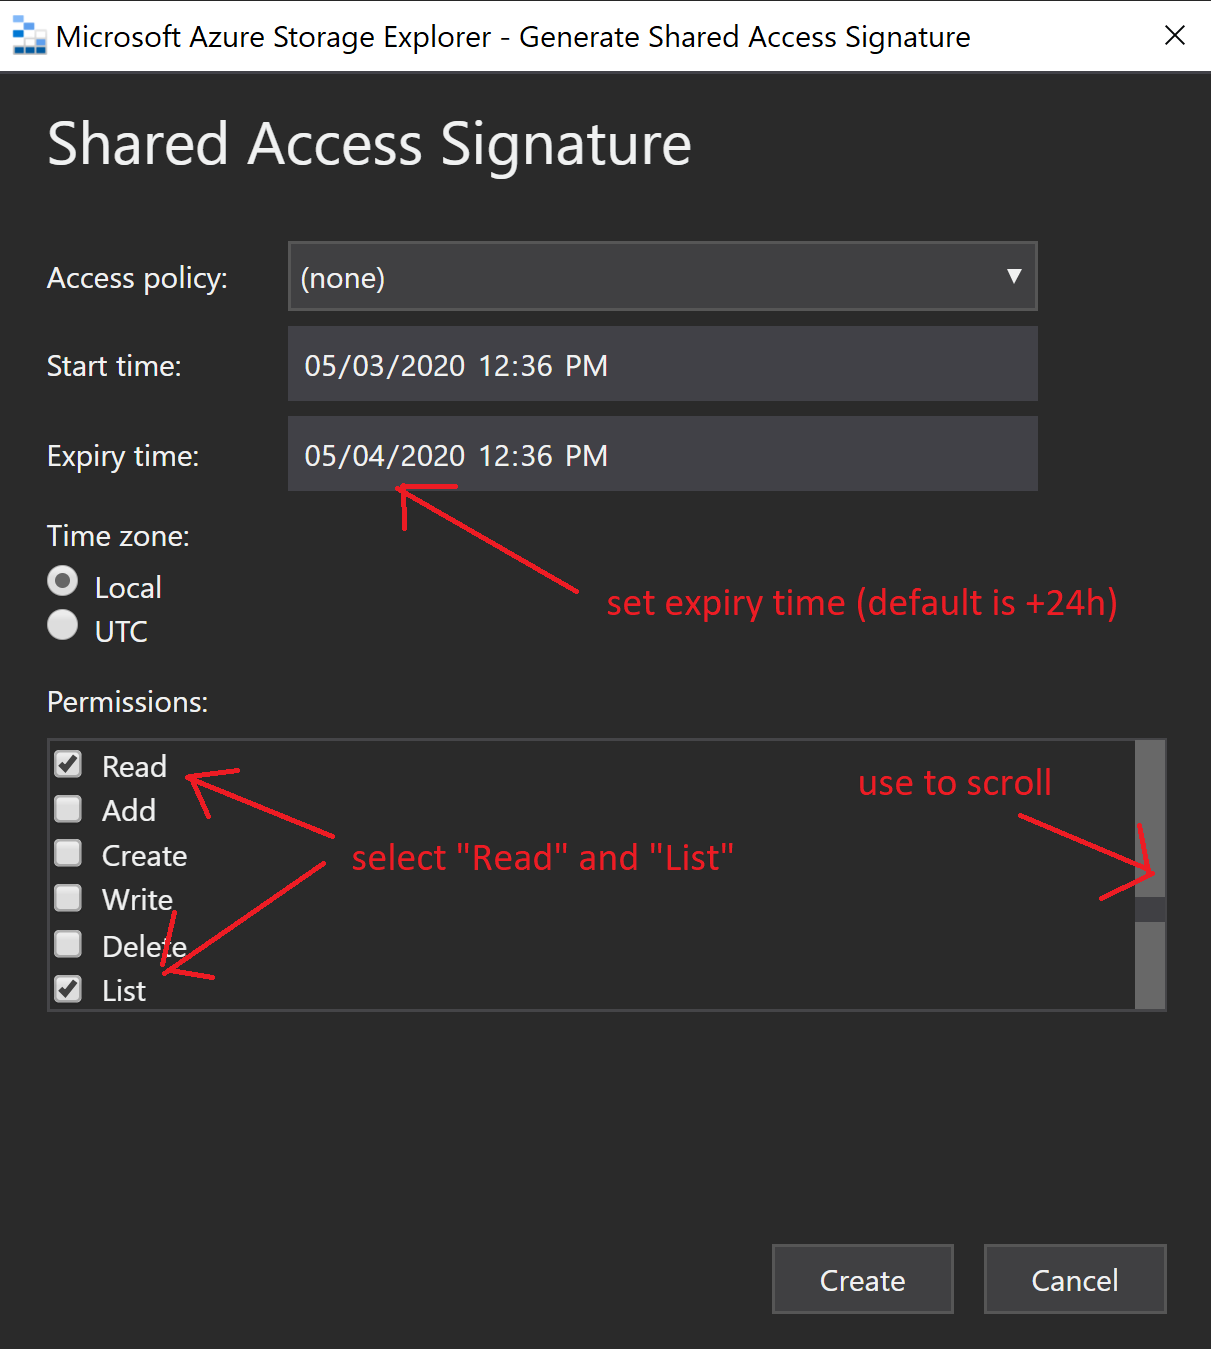 Microsoft Azure Storage Explorer - Generate Shared Access Signature
Shared Access Signature
Access policy:
(none)
Start time:
05/03/2020 12:36 PM
Expiry time:
05/04/2020 12:36 PM
set expiry time (default is +24h)
Time zone:
Local
UTC
Permissions:
Read
Add
Create
Write
Delete
List
use to scroll
select "Read" and "List"
Create
Cancel